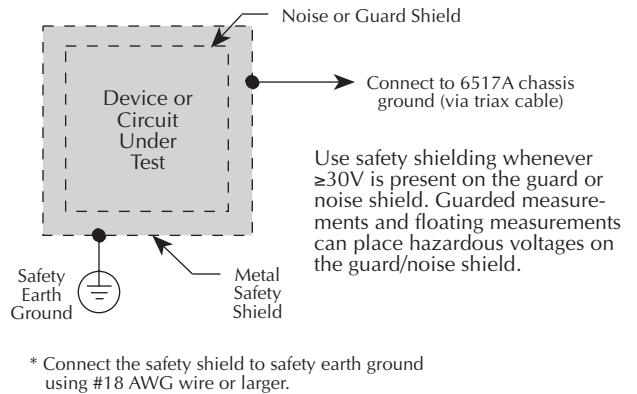 Noise or Guard Shield
Device or
Circuit
Under
Test
Connect to 6517A chassis
ground (via triax cable)
Use safety shielding whenever
≥30V is present on the guard or
noise shield. Guarded measure-
ments and floating measurements
can place hazardous voltages on
the guard/noise shield.
Safety
Earth
Ground
Metal
Safety
Shield
* Connect the safety shield to safety earth ground
using #18 AWG wire or larger.